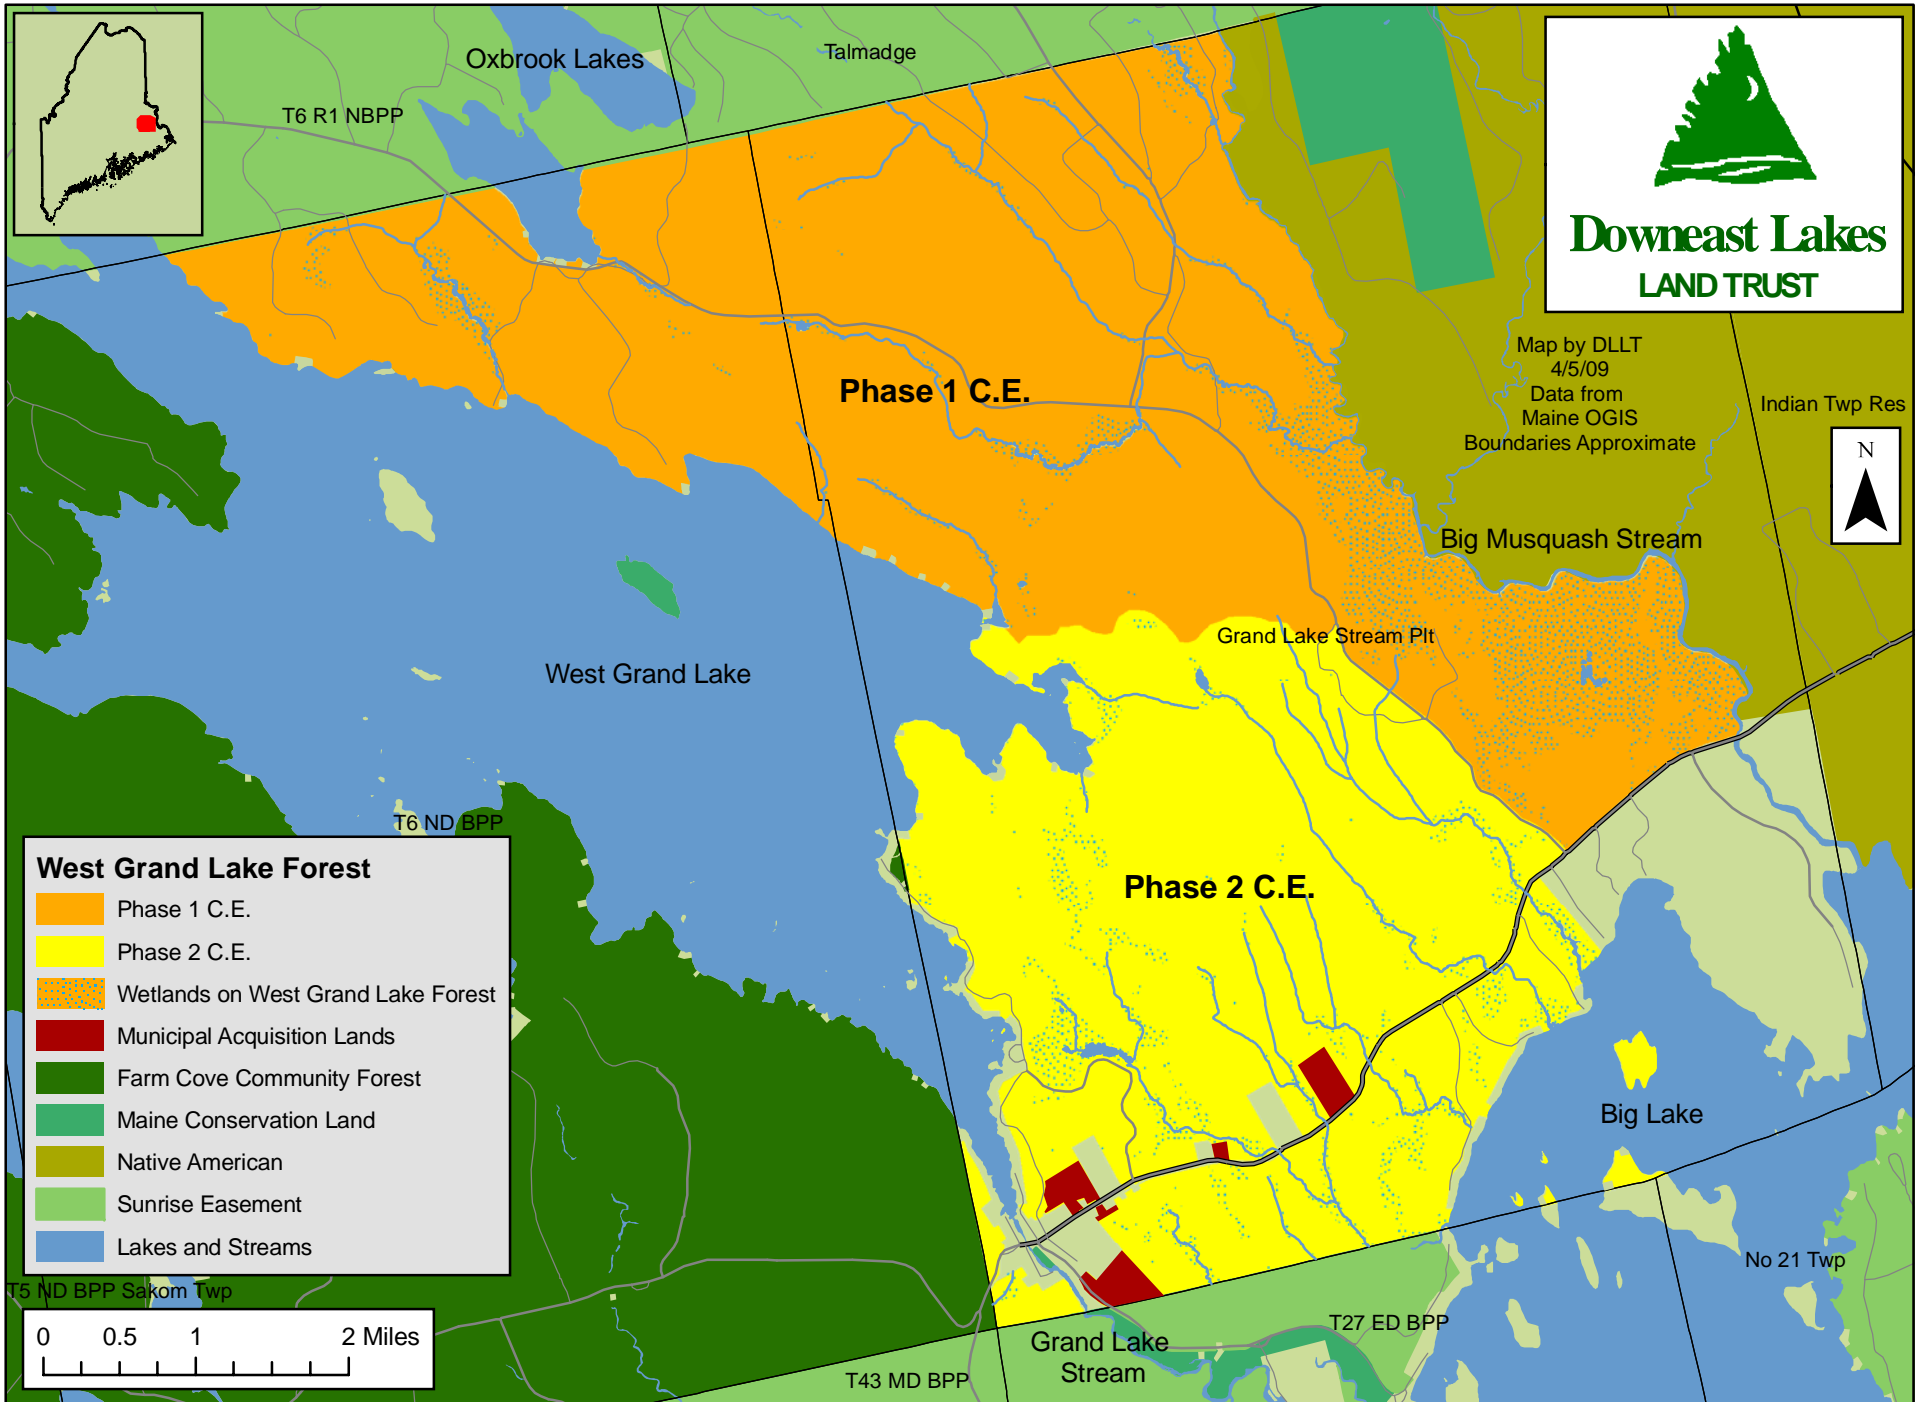 Oxbrook Lakes
Talmadge
T6 R1 NBPP
Downeast Lakes
LAND TRUST
Map by DLLT
4/5/09
Data from
Maine OGIS
Boundaries Approximate
Indian Twp Res
N
Phase 1 C.E.
Big Musquash Stream
Grand Lake Stream Plt
West Grand Lake
T6 ND BPP
Phase 2 C.E.
West Grand Lake Forest
Phase 1 C.E.
Phase 2 C.E.
Wetlands on West Grand Lake Forest
Municipal Acquisition Lands
Farm Cove Community Forest
Maine Conservation Land
Native American
Sunrise Easement
Lakes and Streams
Big Lake
No 21 Twp
T5 ND BPP Sakom Twp
0 0.5 1 2 Miles
T27 ED BPP
Grand Lake
Stream
T43 MD BPP